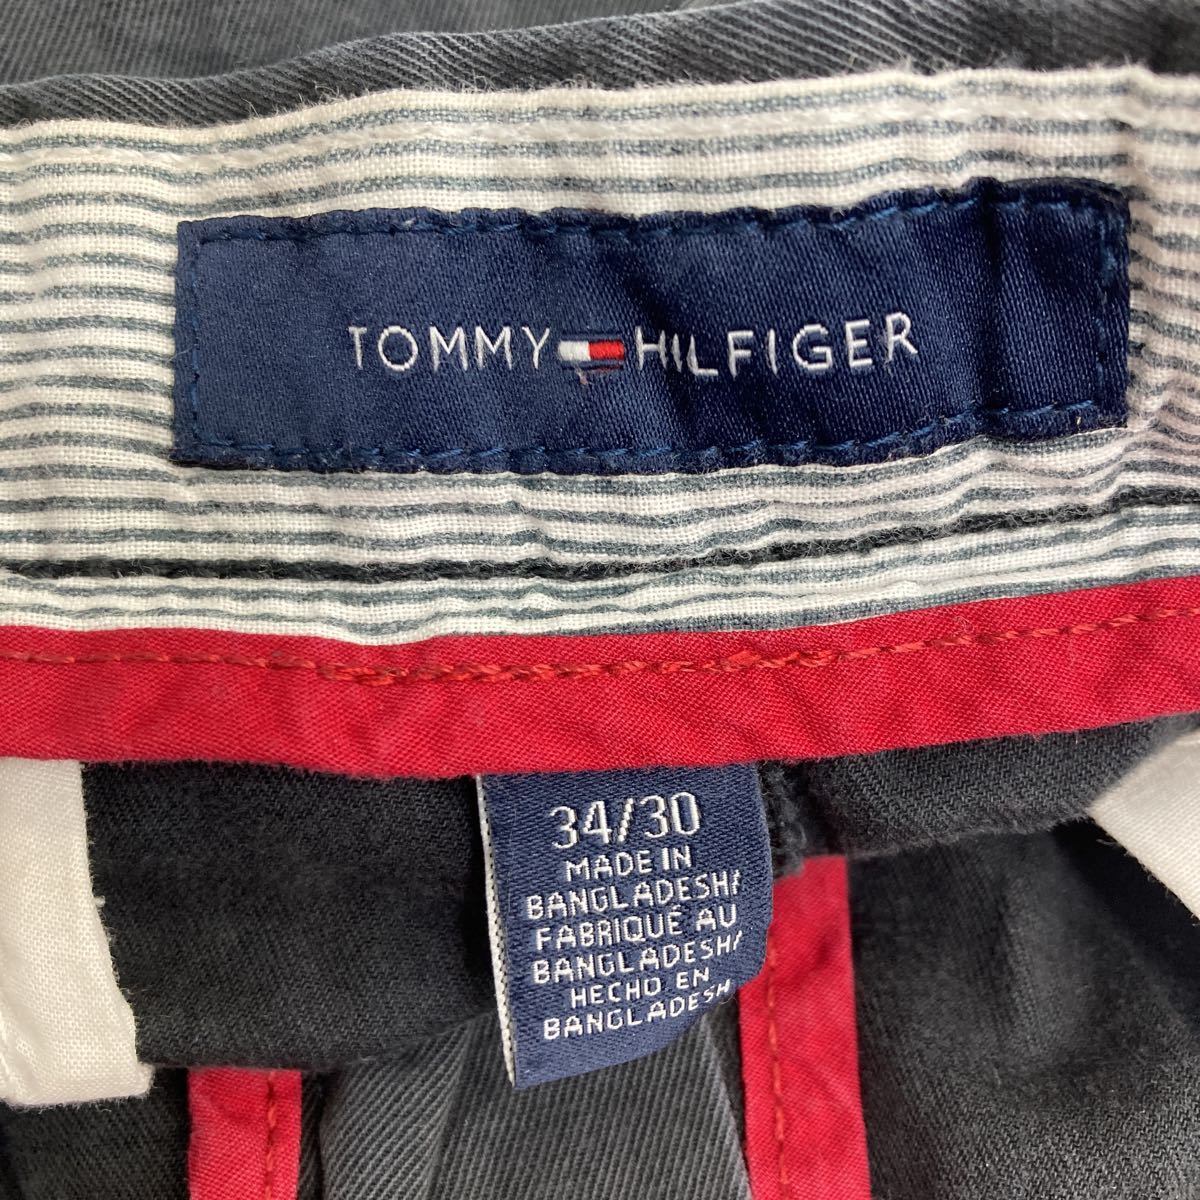 TOMMY HILFIGER
34/30
MADE IN
BANGLADESH/
FABRIQUÉ AU
BANGLADESH/
HECHO EN
BANGLADESH